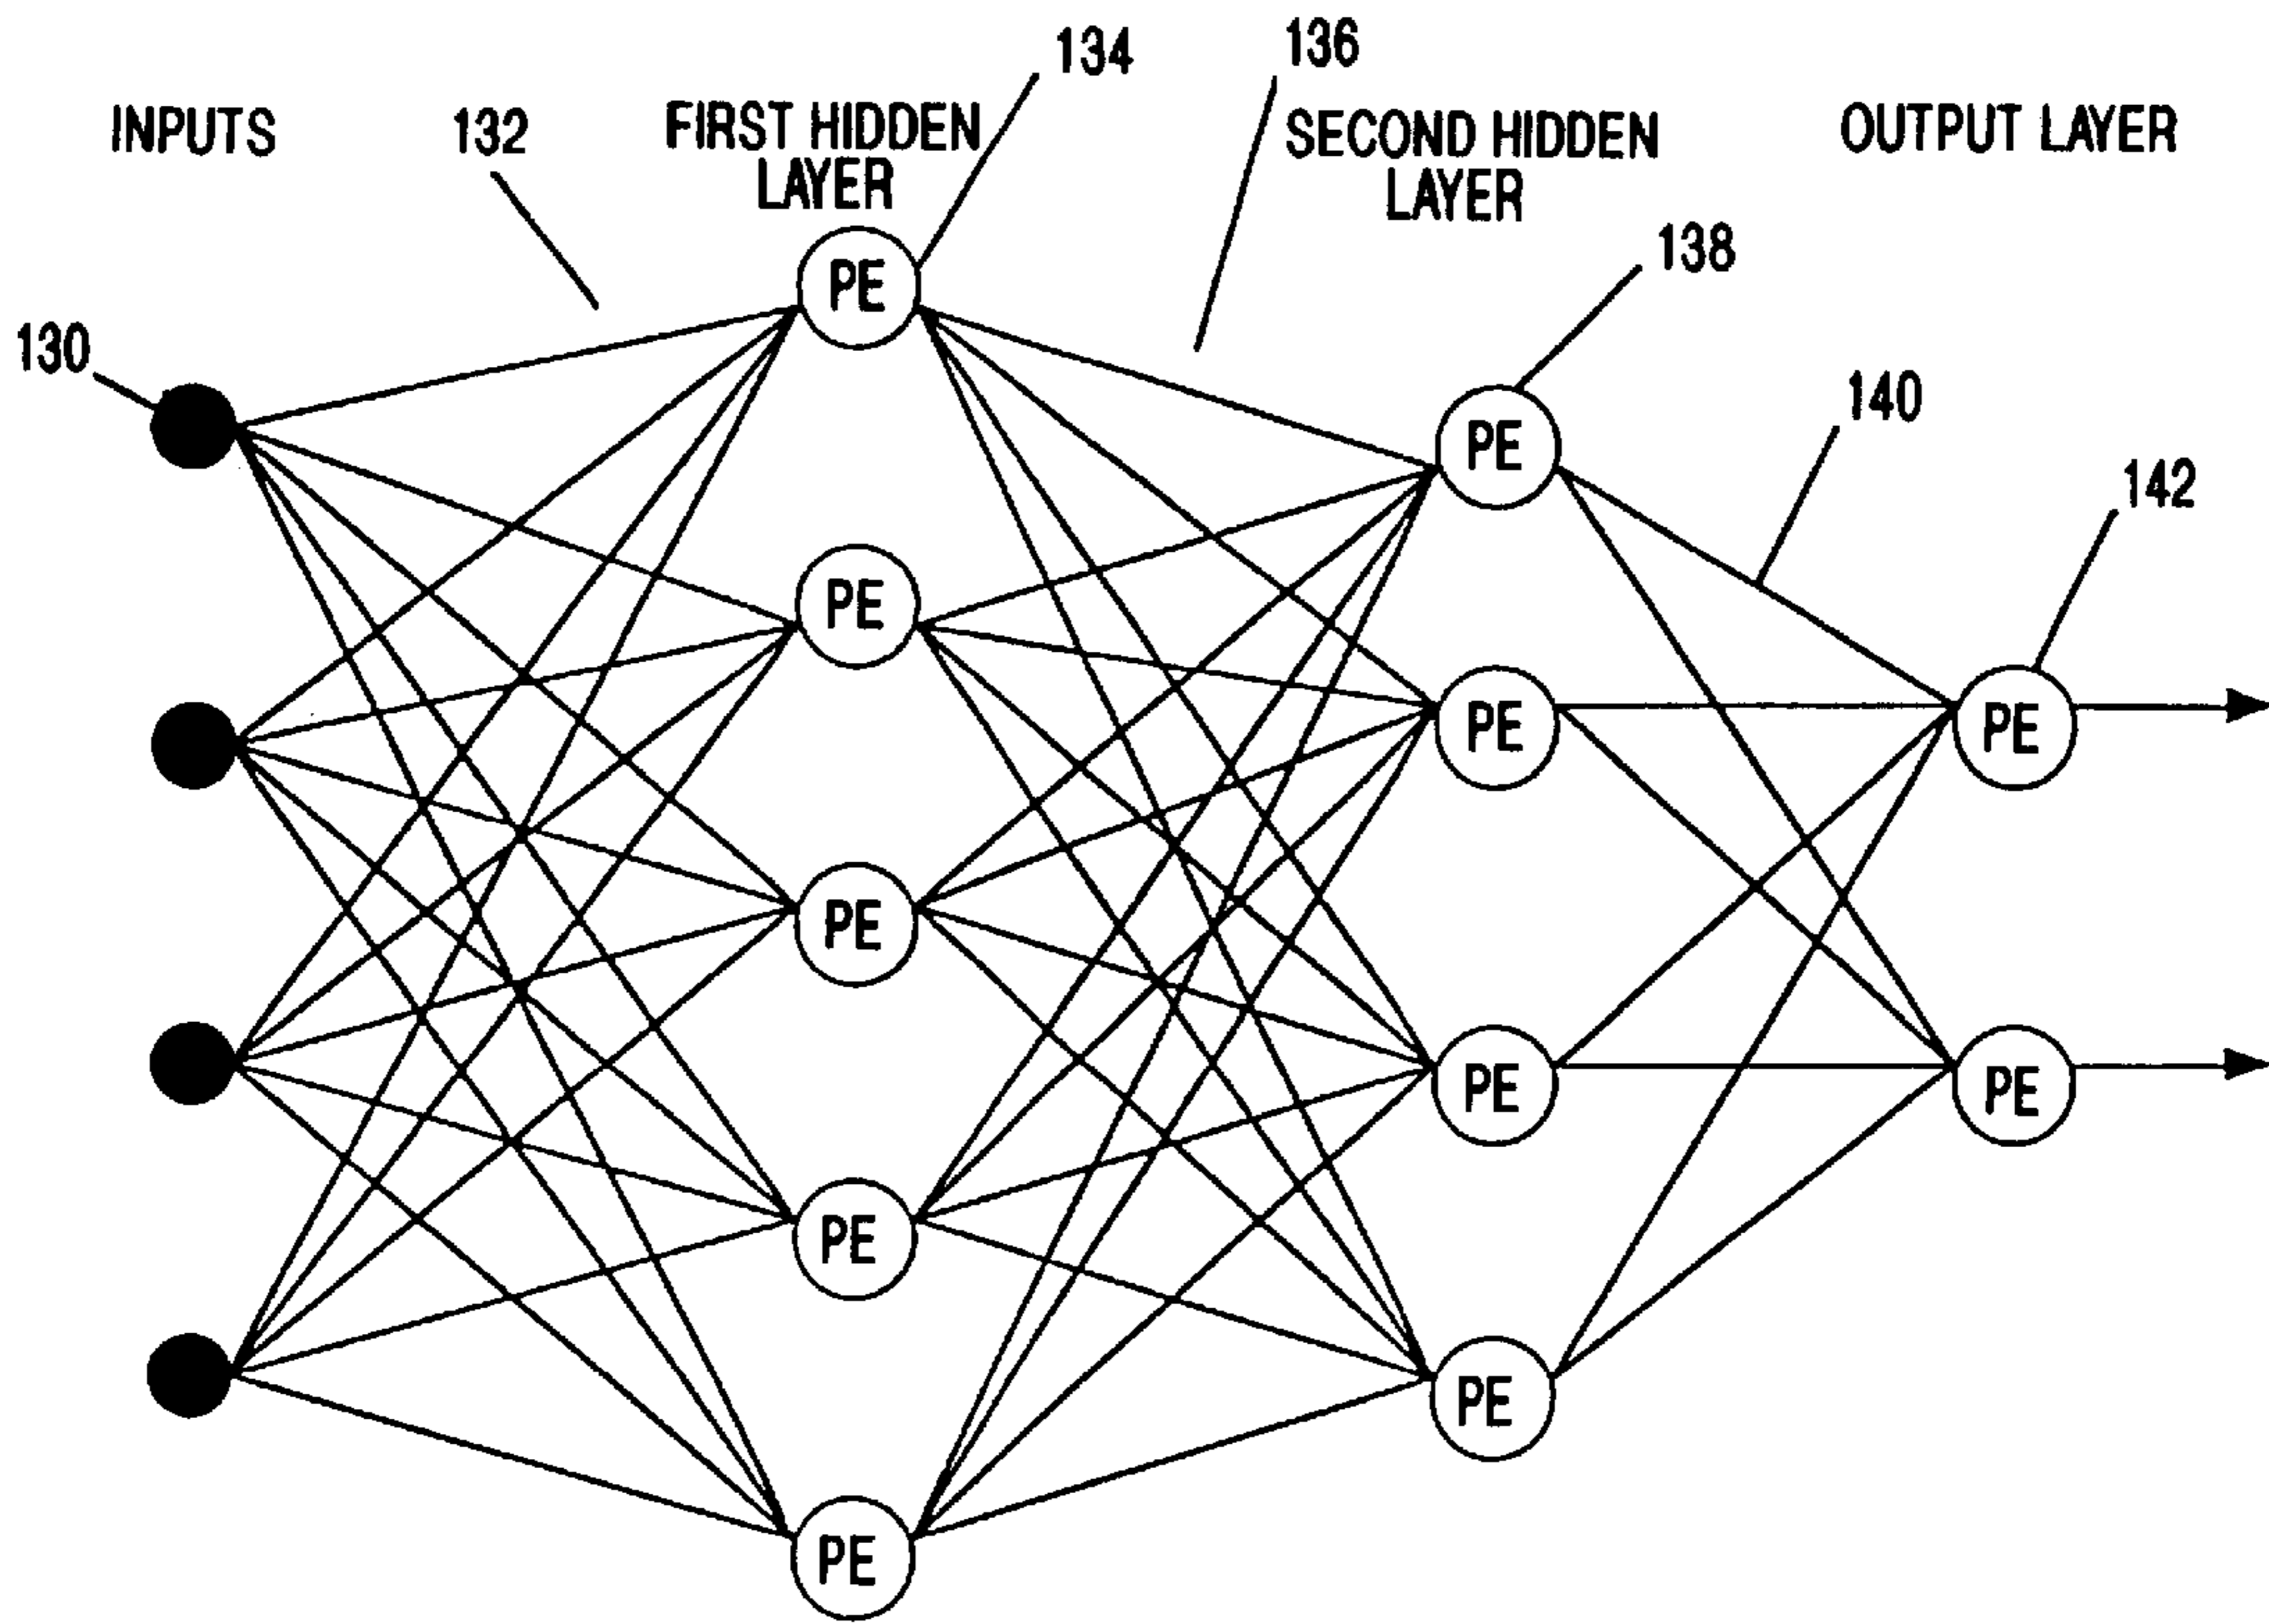 134
136
INPUTS
132
FIRST HIDDEN
LAYER
SECOND HIDDEN
LAYER
OUTPUT LAYER
138
130
140
142
PE
PE
PE
PE
PE
PE
PE
PE
PE
PE
PE